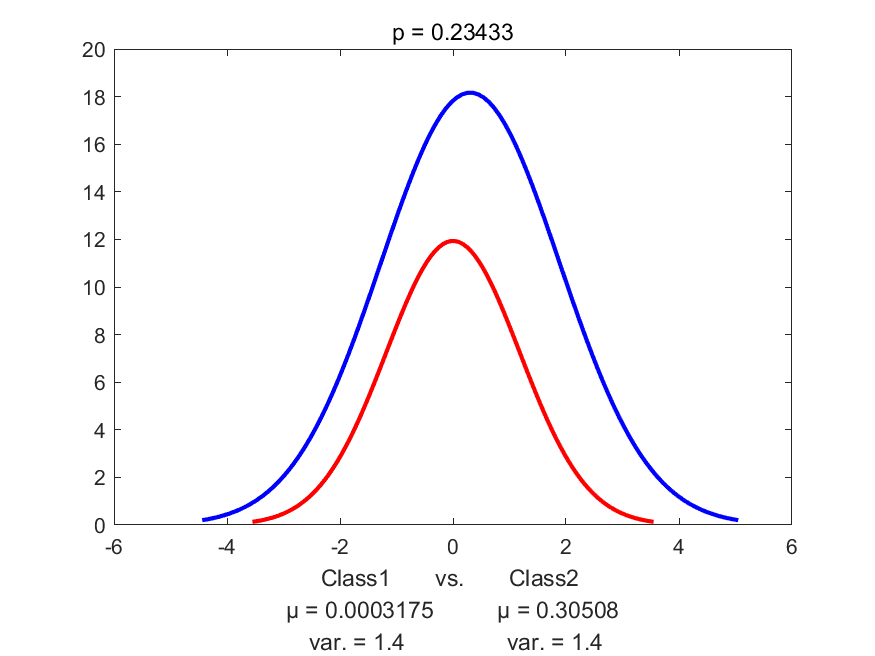 p = 0.23433
20
18
16
14
12
10
8
6
4
2
0
-6 -4 -2 0 2 4 6
Class1 vs. Class2
μ = 0.0003175 μ = 0.30508
var. = 1.4 var. = 1.4